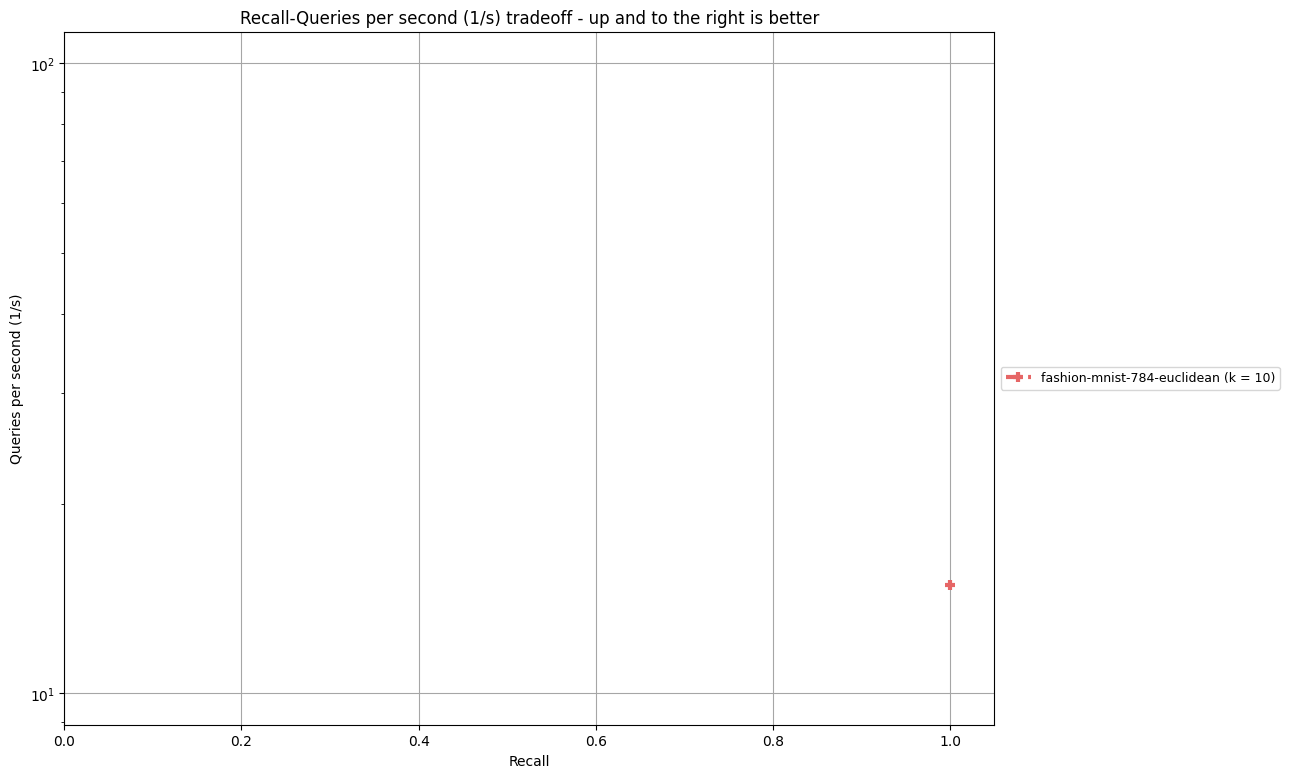 Recall-Queries per second (1/s) tradeoff - up and to the right is better
10²
10¹
Queries per second (1/s)
0.0 0.2 0.4 0.6 0.8 1.0
Recall
fashion-mnist-784-euclidean (k = 10)